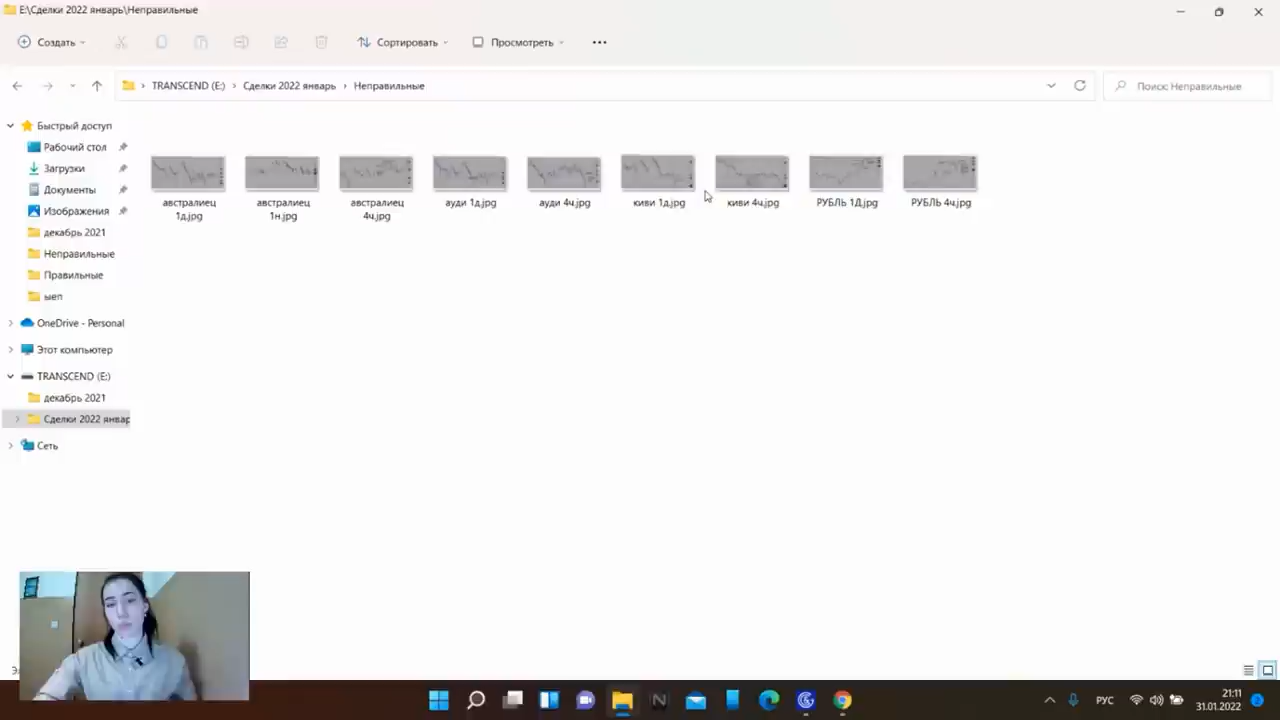 E:\Сделки 2022 январь\Неправильные
Создать
Сортировать
Просмотреть
TRANSCEND (E:) › Сделки 2022 январь › Неправильные
Поиск: Неправильные
Быстрый доступ
Рабочий стол
Загрузки
Документы
Изображения
декабрь 2021
Неправильные
Правильные
ыеп
OneDrive - Personal
Этот компьютер
TRANSCEND (E:)
декабрь 2021
Сделки 2022 январ
Сеть
австралиец
1д.jpg
австралиец
1н.jpg
австралиец
4ч.jpg
ауди 1д.jpg
ауди 4ч.jpg
киви 1д.jpg
киви 4ч.jpg
РУБЛЬ 1Д.jpg
РУБЛЬ 4ч.jpg
РУС
21:11
31.01.2022